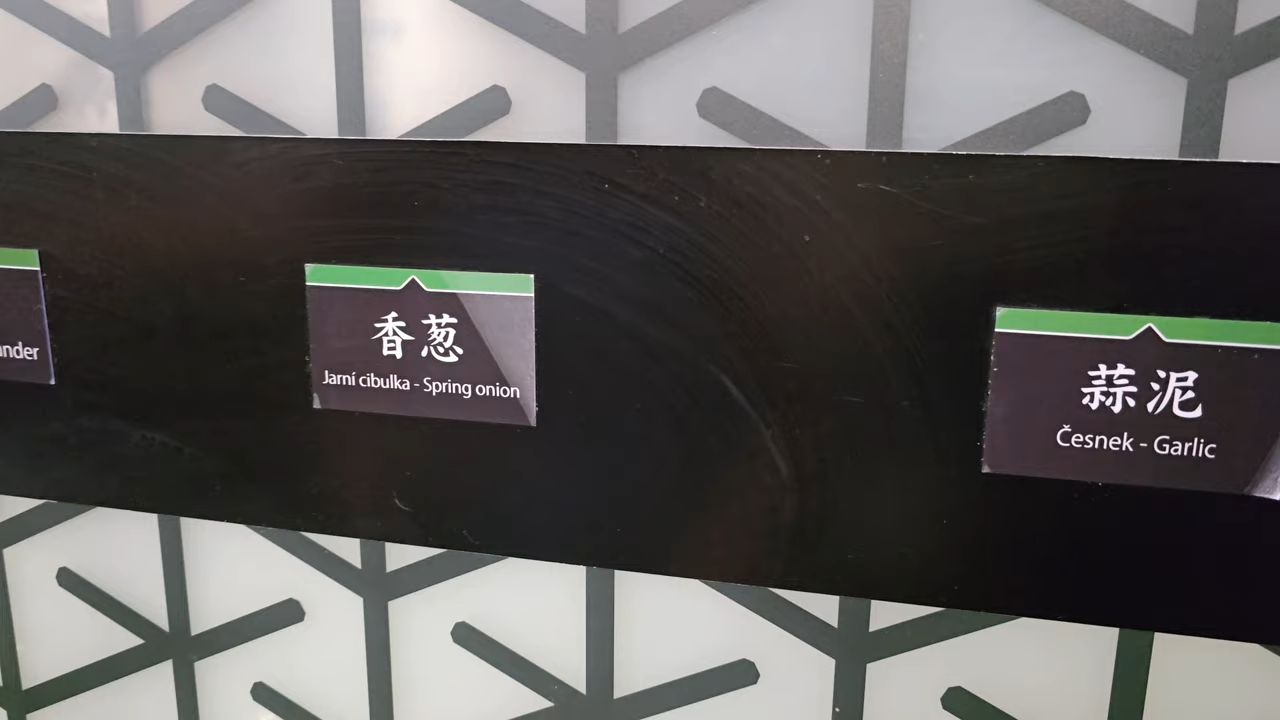 香葱
Jarní cibulka - Spring onion
蒜泥
Česnek - Garlic